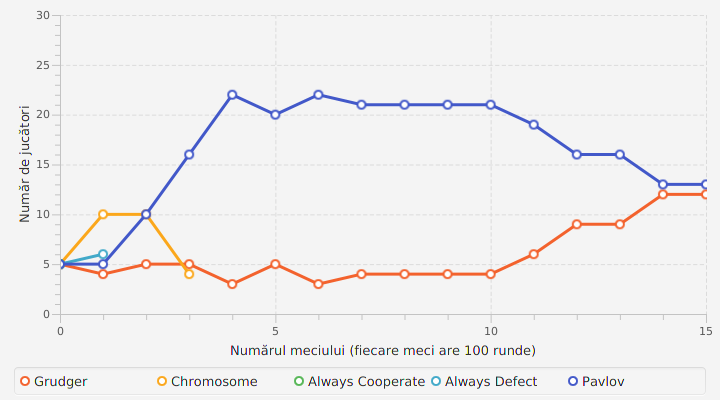 30
25
20
15
10
5
0
Număr de jucători
0 5 10 15
Numărul meciului (fiecare meci are 100 runde)
Grudger Chromosome Always Cooperate Always Defect Pavlov